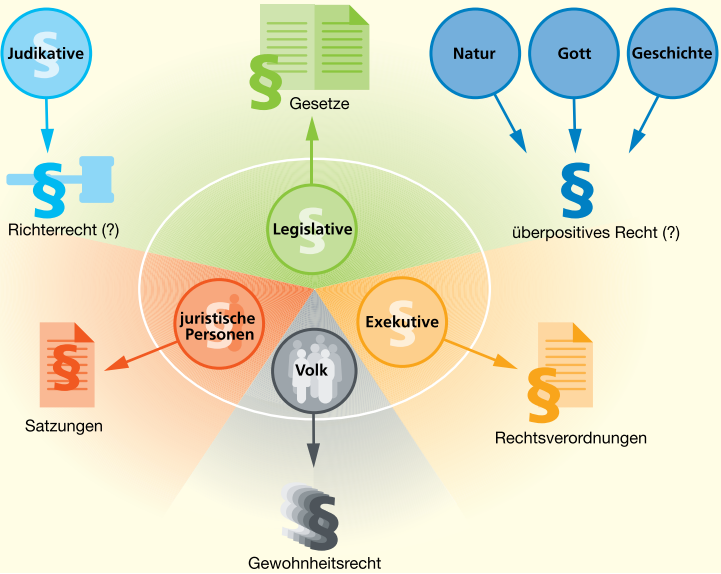 Judikative
Natur
Gott
Geschichte
§
§
Gesetze
§
Richterrecht (?)
§
überpositives Recht (?)
§
Legislative
§
juristische
Personen
§
Exekutive
§
Volk
§
Satzungen
§
Rechtsverordnungen
§
Gewohnheitsrecht